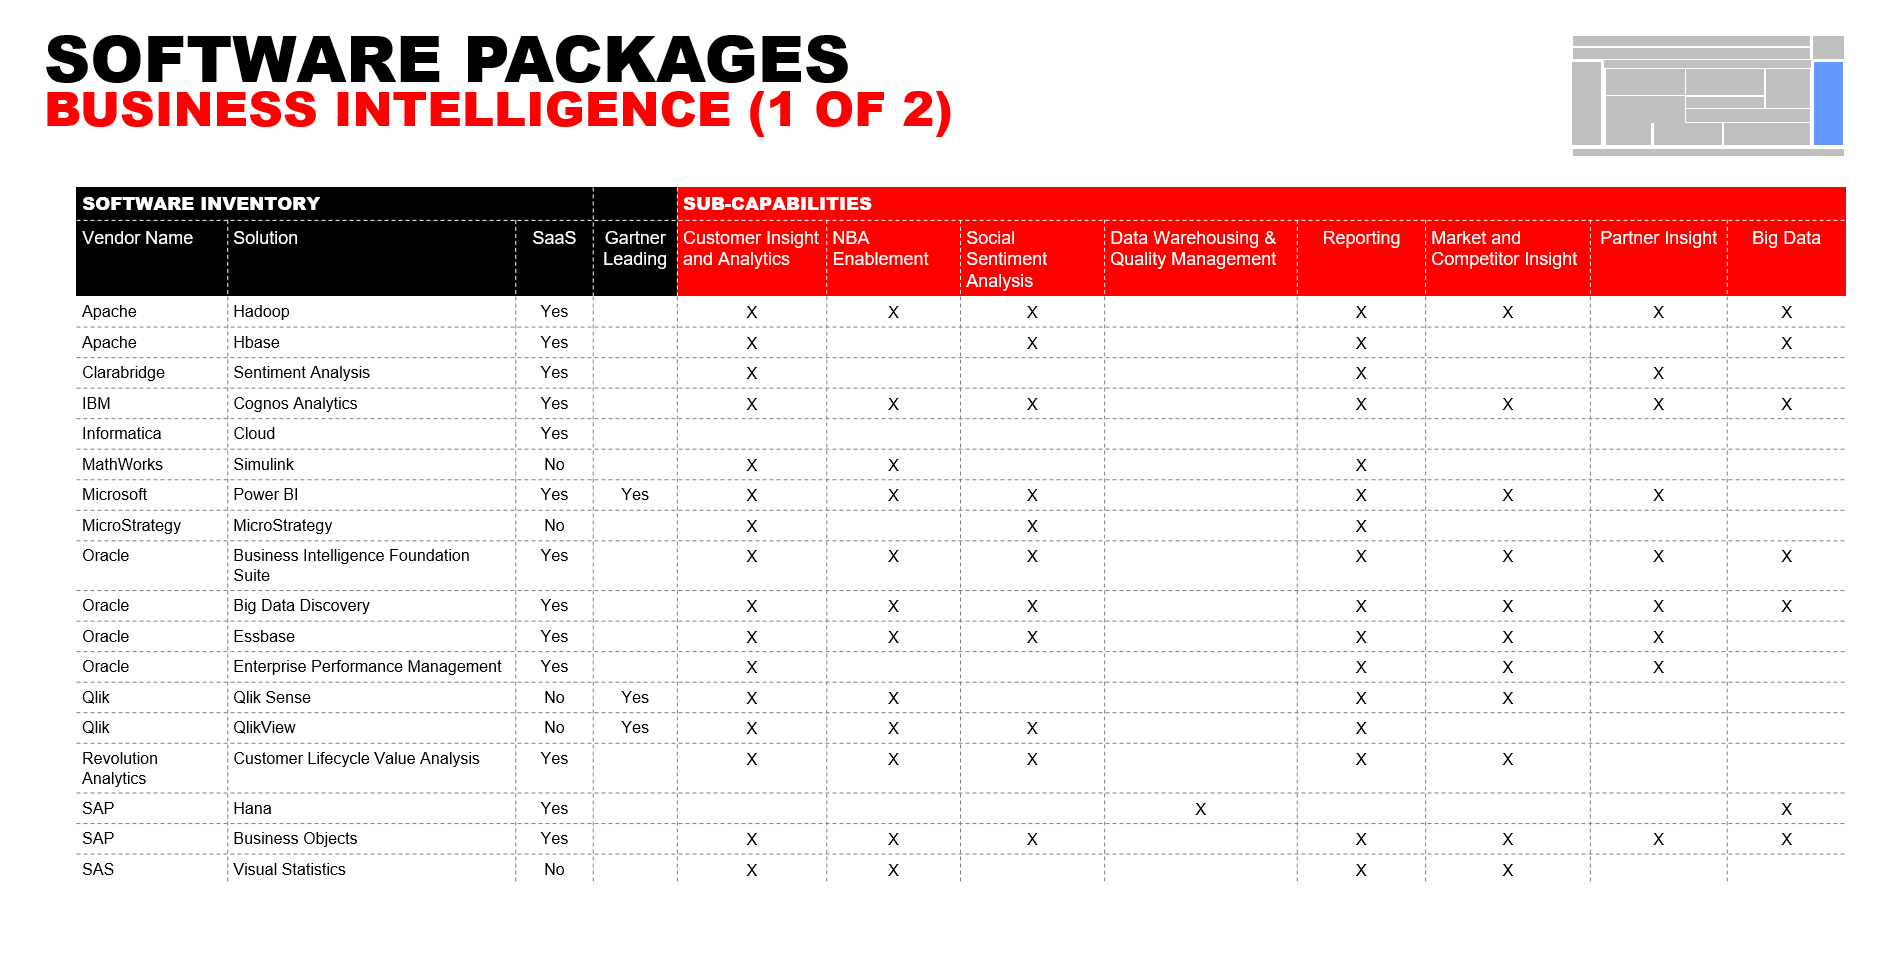 SOFTWARE PACKAGES
BUSINESS INTELLIGENCE (1 OF 2)
SOFTWARE INVENTORY SUB-CAPABILITIES
Vendor Name Solution SaaS Gartner Leading Customer Insight and Analytics NBA Enablement Social Sentiment Analysis Data Warehousing & Quality Management Reporting Market and Competitor Insight Partner Insight Big Data
Apache Hadoop Yes X X X X X X X
Apache Hbase Yes X X X X
Clarabridge Sentiment Analysis Yes X X X
IBM Cognos Analytics Yes X X X X X X X
Informatica Cloud Yes
MathWorks Simulink No X X X
Microsoft Power BI Yes Yes X X X X X X
MicroStrategy MicroStrategy No X X X
Oracle Business Intelligence Foundation Suite Yes X X X X X X X
Oracle Big Data Discovery Yes X X X X X X X
Oracle Essbase Yes X X X X X X
Oracle Enterprise Performance Management Yes X X X X
Qlik Qlik Sense No Yes X X X X
Qlik QlikView No Yes X X X X
Revolution Analytics Customer Lifecycle Value Analysis Yes X X X X X
SAP Hana Yes X X
SAP Business Objects Yes X X X X X X X
SAS Visual Statistics No X X X X